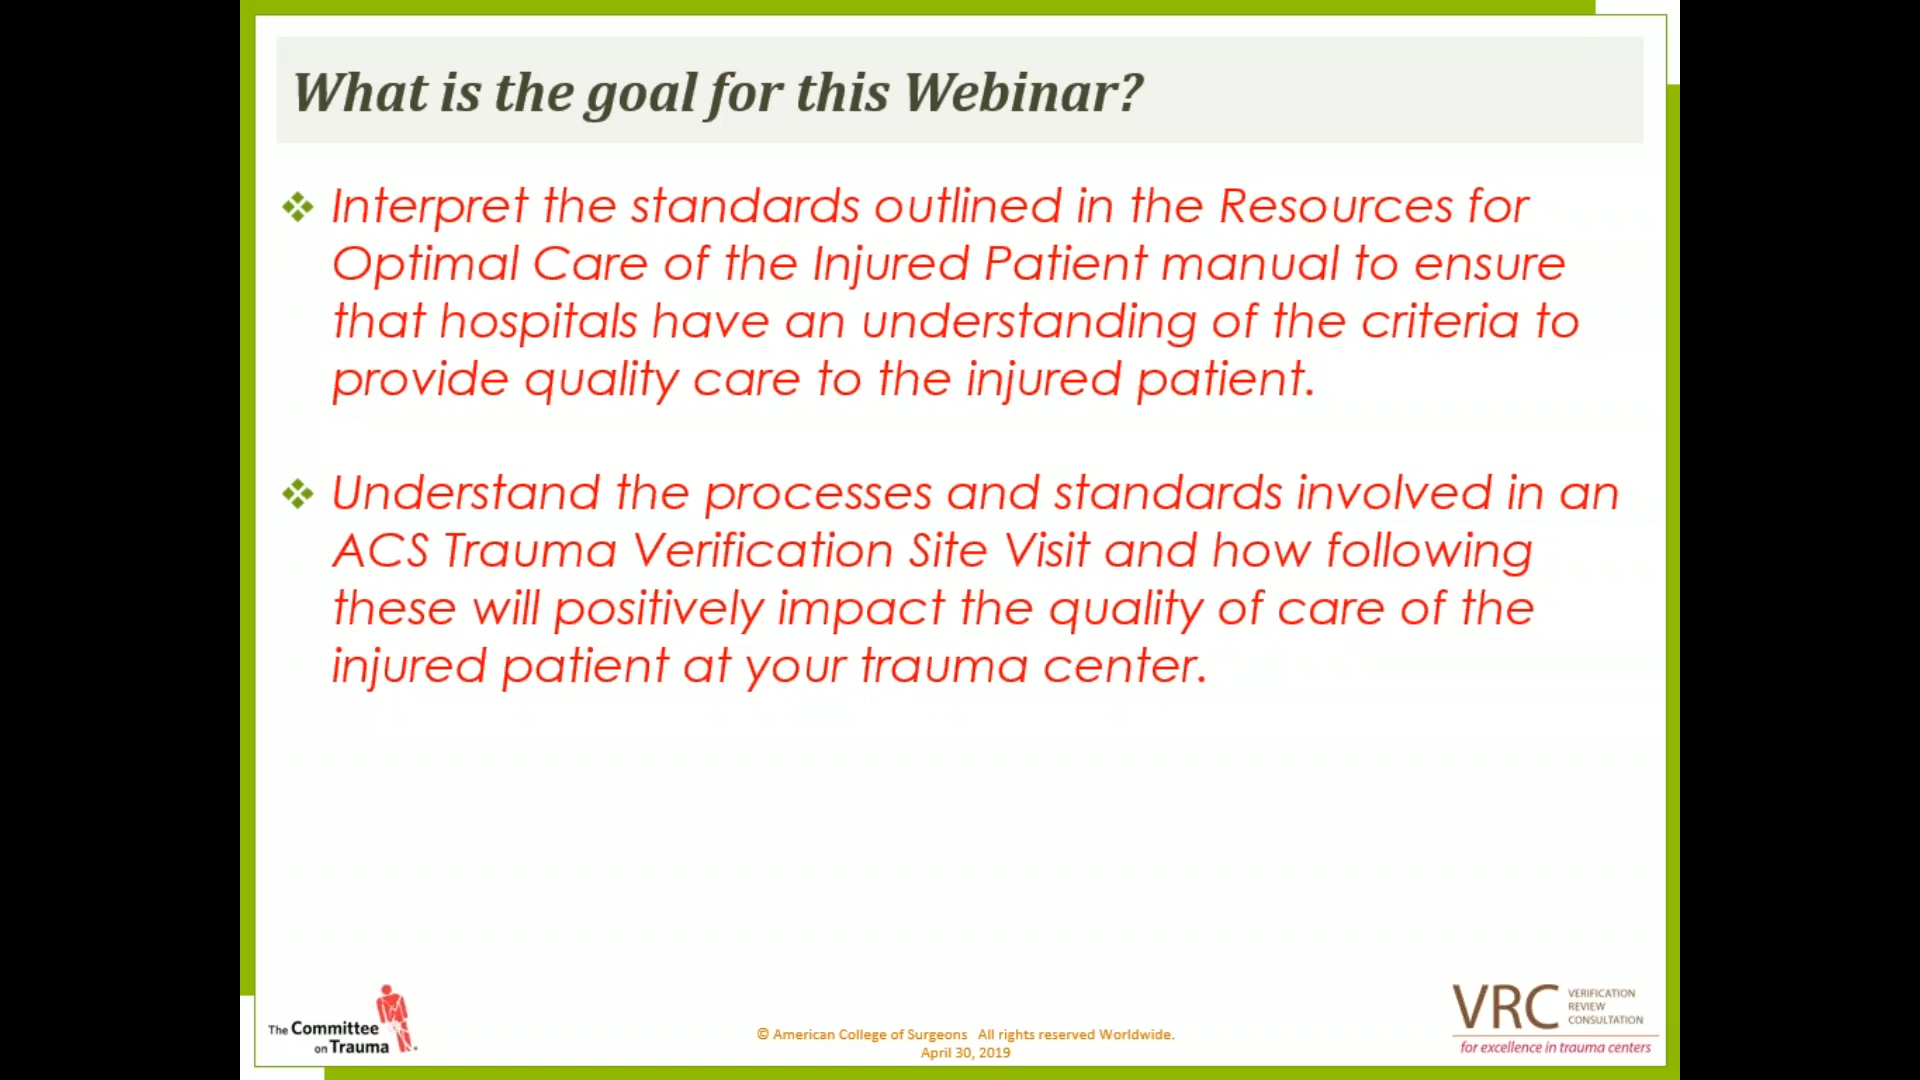 What is the goal for this Webinar?
❖ Interpret the standards outlined in the Resources for
Optimal Care of the Injured Patient manual to ensure
that hospitals have an understanding of the criteria to
provide quality care to the injured patient.
❖ Understand the processes and standards involved in an
ACS Trauma Verification Site Visit and how following
these will positively impact the quality of care of the
injured patient at your trauma center.
The Committee
on Trauma
© American College of Surgeons All rights reserved Worldwide.
April 30, 2019
VRC
VERIFICATION
REVIEW
CONSULTATION
for excellence in trauma centers